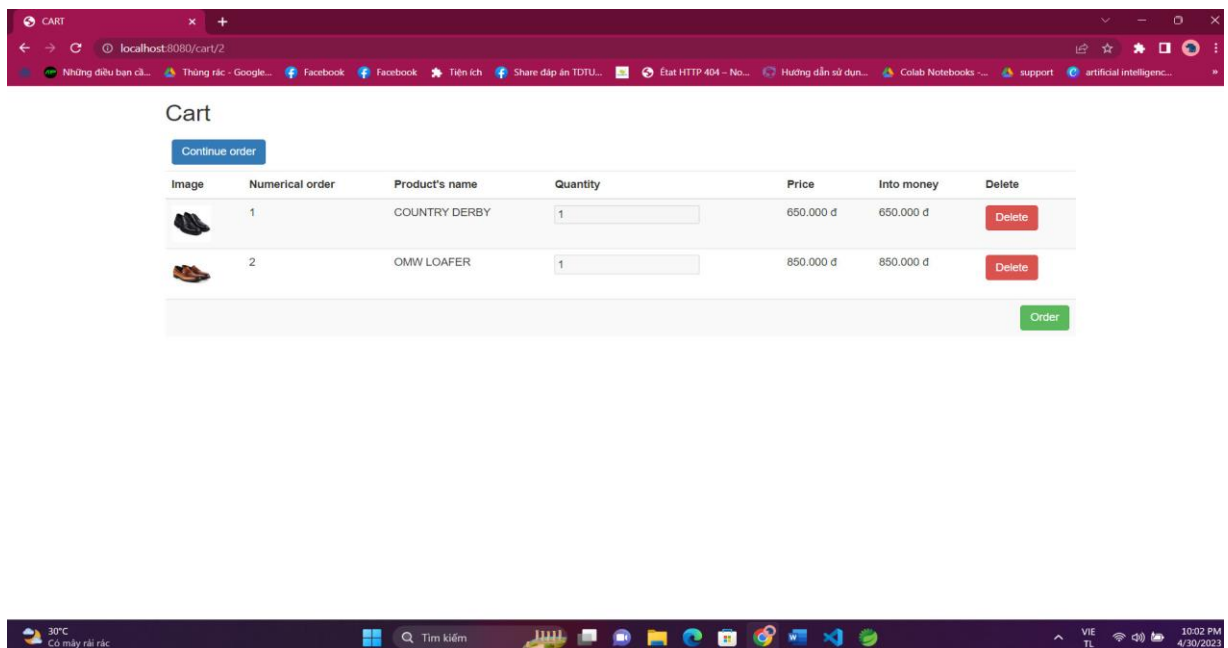 CART
localhost:8080/cart/2
Những điều bạn cầ... Thùng rác - Google... Facebook Facebook Tiện ích Share đáp án TDTU... État HTTP 404 – No... Hướng dẫn sử dụn... Colab Notebooks -... support artificial intelligenc... »
Cart
Continue order
Image Numerical order Product's name Quantity Price Into money Delete
1 COUNTRY DERBY 1 650.000 đ 650.000 đ Delete
2 OMW LOAFER 1 850.000 đ 850.000 đ Delete
Order
30°C
Có mây rải rác
Tìm kiếm
VIE
TL
10:02 PM
4/30/2023